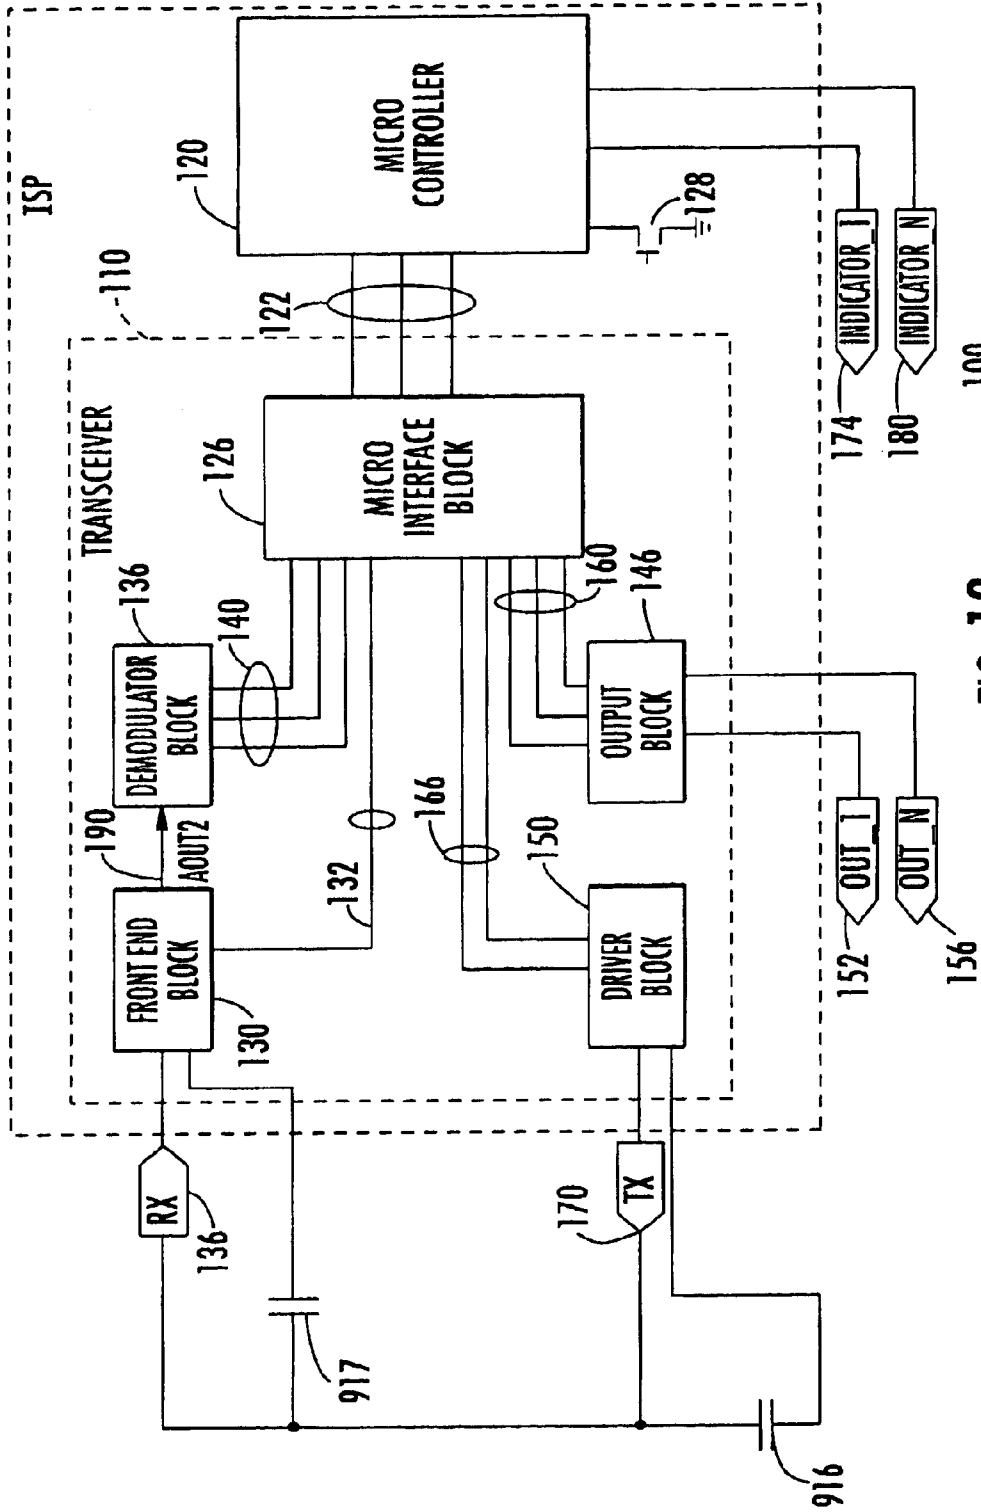 ISP
TRANSCEIVER
110
120
MICRO
CONTROLLER
122
128
126
MICRO
INTERFACE
BLOCK
136
DEMODULATOR
BLOCK
140
190
AOUT2
FRONT END
BLOCK
130
132
RX
136
917
166
160
146
OUTPUT
BLOCK
150
DRIVER
BLOCK
TX
170
916
OUT_1
152
OUT_N
156
INDICATOR_1
174
INDICATOR_N
180